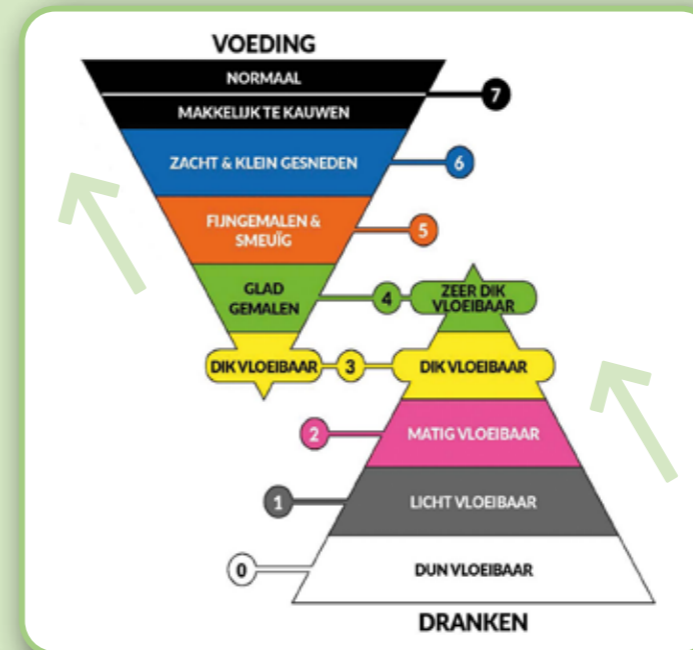 VOEDING
NORMAAL
MAKKELIJK TE KAUWEN
7
ZACHT & KLEIN GESNEDEN
6
FIJNGEMALEN &
SMEUÏG
5
GLAD
GEMALEN
4
ZEER DIK
VLOEIBAAR
DIK VLOEIBAAR
3
DIK VLOEIBAAR
2
MATIG VLOEIBAAR
1
LICHT VLOEIBAAR
0
DUN VLOEIBAAR
DRANKEN